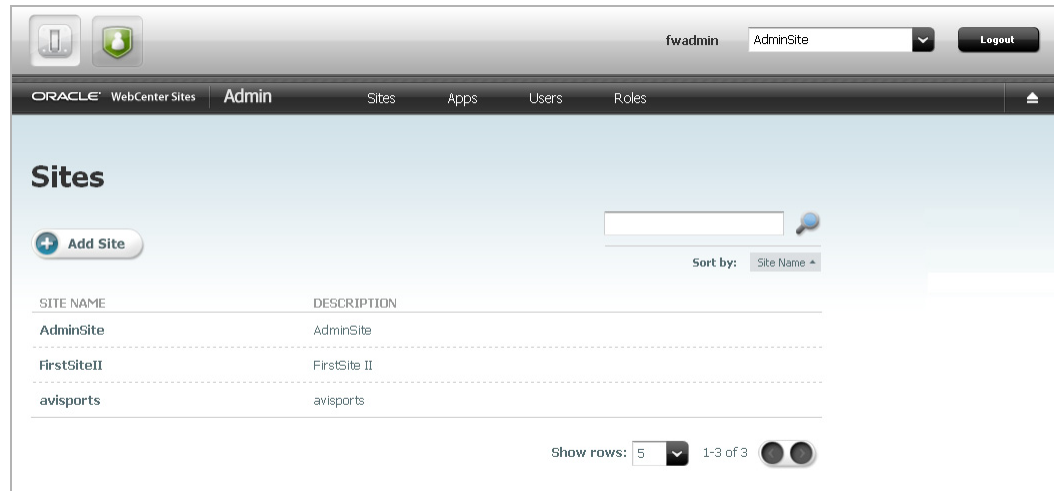 fwadmin AdminSite Logout
ORACLE WebCenter Sites Admin Sites Apps Users Roles
Sites
Add Site
Sort by: Site Name
SITE NAME DESCRIPTION
AdminSite AdminSite
FirstSiteII FirstSite II
avisports avisports
Show rows: 5 1-3 of 3